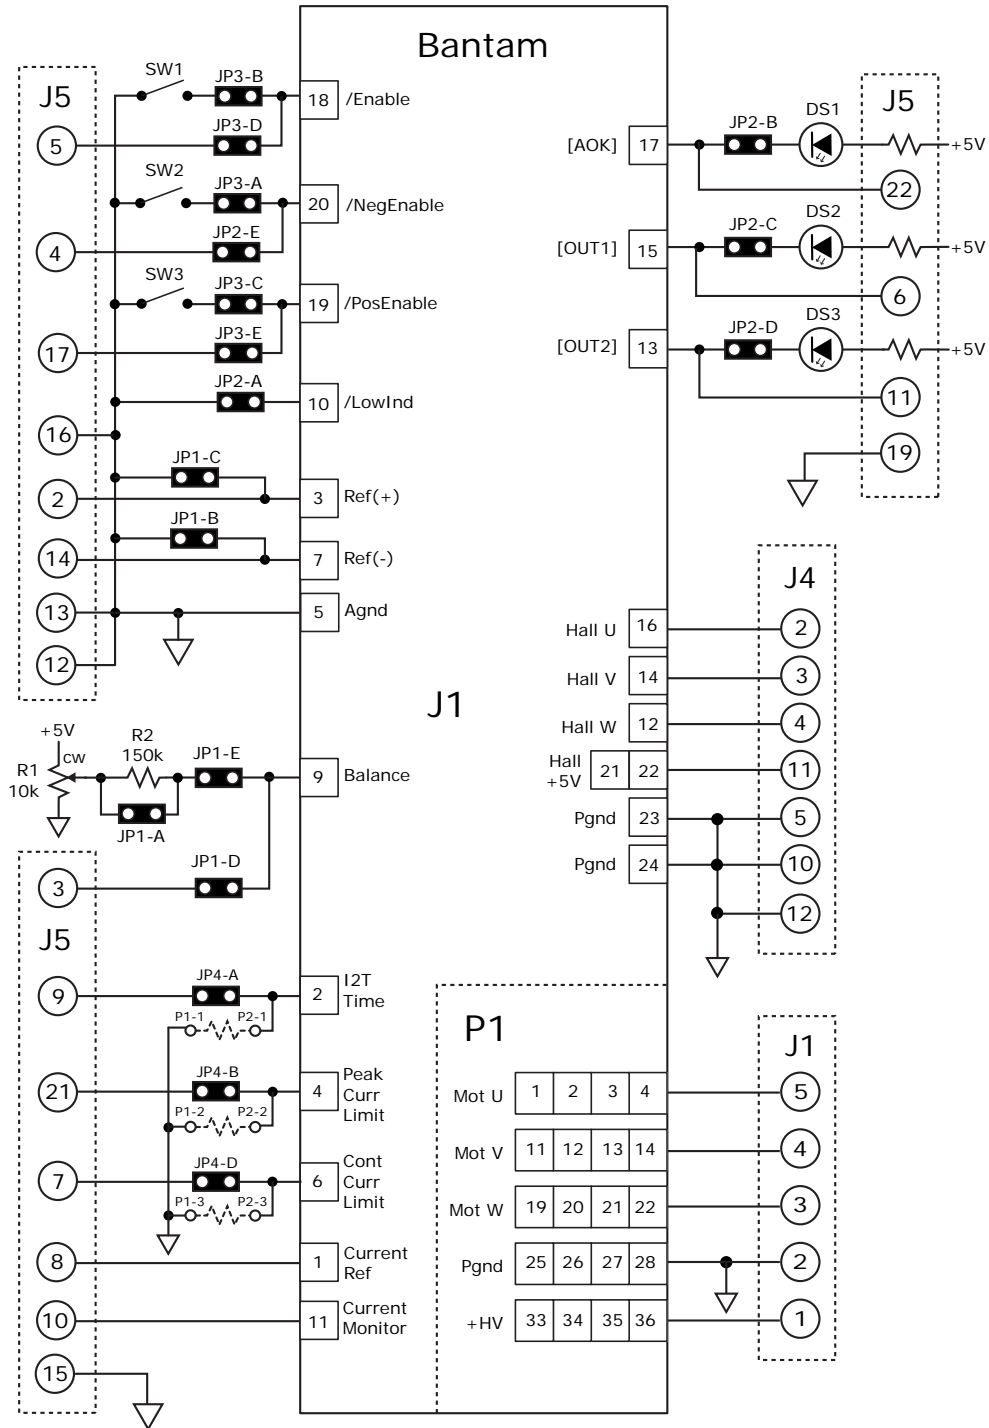 Bantam
J5
SW1
JP3-B
18
/Enable
5
JP3-D
SW2
JP3-A
20
/NegEnable
4
JP2-E
SW3
JP3-C
19
/PosEnable
17
JP3-E
JP2-A
10
/LowInd
16
JP1-C
2
3
Ref(+)
JP1-B
14
7
Ref(-)
13
5
Agnd
12
[AOK]
17
JP2-B
DS1
J5
+5V
22
[OUT1]
15
JP2-C
DS2
+5V
6
[OUT2]
13
JP2-D
DS3
+5V
11
19
J1
J4
Hall U
16
2
Hall V
14
3
Hall W
12
4
Hall
+5V
21
22
11
Pgnd
23
5
Pgnd
24
10
12
+5V
CW
R1
10k
R2
150k
JP1-E
9
Balance
JP1-A
JP1-D
3
J5
9
JP4-A
2
I2T
Time
P1-1
P2-1
21
JP4-B
4
Peak
Curr
Limit
P1-2
P2-2
7
JP4-D
6
Cont
Curr
Limit
P1-3
P2-3
8
1
Current
Ref
10
11
Current
Monitor
15
P1
J1
Mot U
1 2 3 4
5
Mot V
11 12 13 14
4
Mot W
19 20 21 22
3
Pgnd
25 26 27 28
2
+HV
33 34 35 36
1